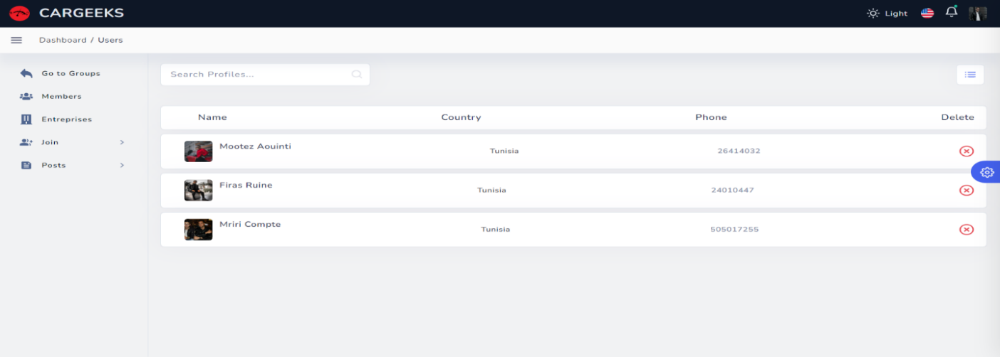 CARGEEKS
Light
Dashboard / Users
Go to Groups
Members
Entreprises
Join
Posts
Search Profiles...
Name Country Phone Delete
Mootez Aouinti Tunisia 26414032
Firas Ruine Tunisia 24010447
Mriri Compte Tunisia 505017255